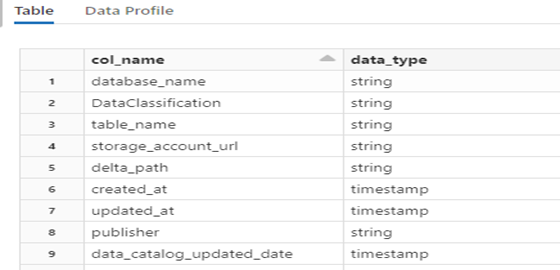 Table Data Profile
col_name data_type
1 database_name string
2 DataClassification string
3 table_name string
4 storage_account_url string
5 delta_path string
6 created_at timestamp
7 updated_at timestamp
8 publisher string
9 data_catalog_updated_date timestamp